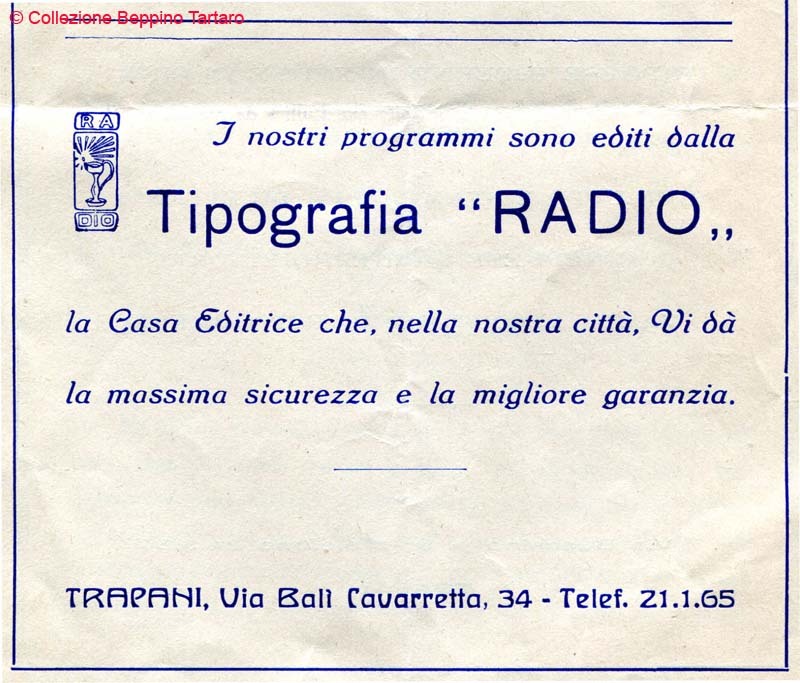 © Collezione Beppino Tartaro
RA
DIO
I nostri programmi sono editi dalla
Tipografia “RADIO„
la Casa Editrice che, nella nostra città, Vi dà
la massima sicurezza e la migliore garanzia.
TRAPANI, Via Balì Cavarretta, 34 - Telef. 21.1.65